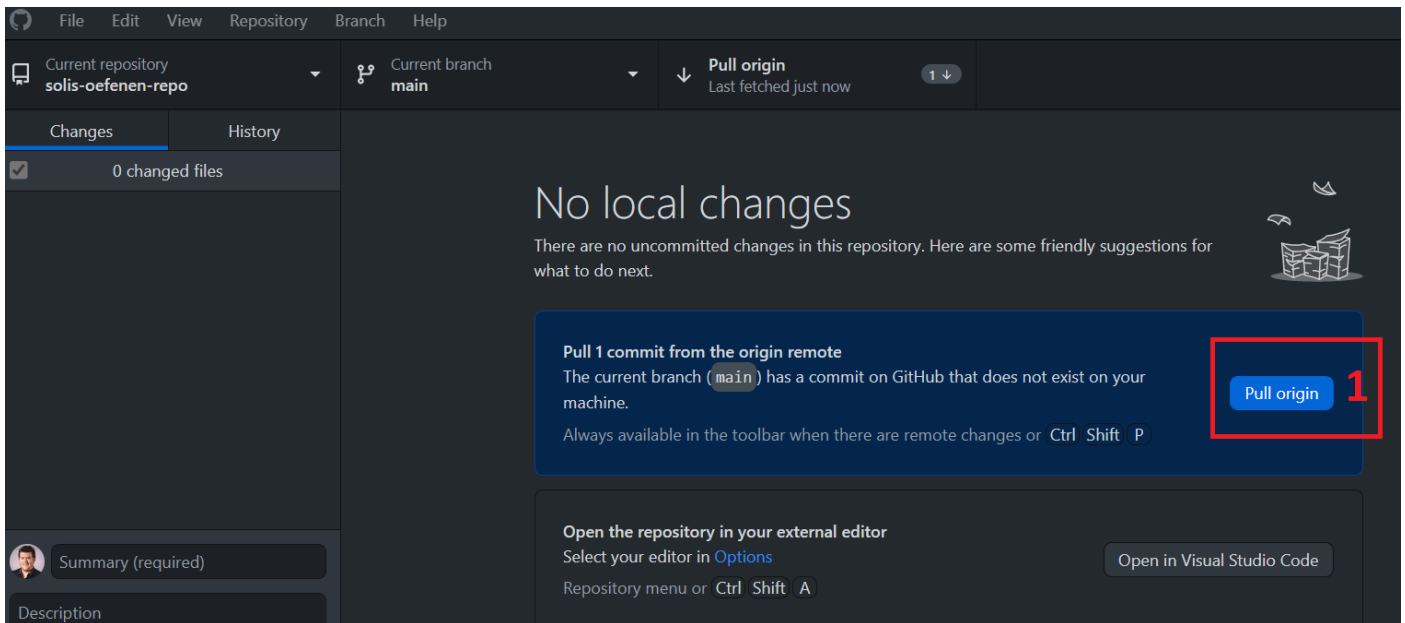 File Edit View Repository Branch Help
Current repository
solis-oefenen-repo
Current branch
main
Pull origin
Last fetched just now
1
Changes History
0 changed files
No local changes
There are no uncommitted changes in this repository. Here are some friendly suggestions for
what to do next.
Pull 1 commit from the origin remote
The current branch (main) has a commit on GitHub that does not exist on your
machine.
Always available in the toolbar when there are remote changes or Ctrl Shift P
Pull origin
1
Open the repository in your external editor
Select your editor in Options
Repository menu or Ctrl Shift A
Open in Visual Studio Code
Summary (required)
Description